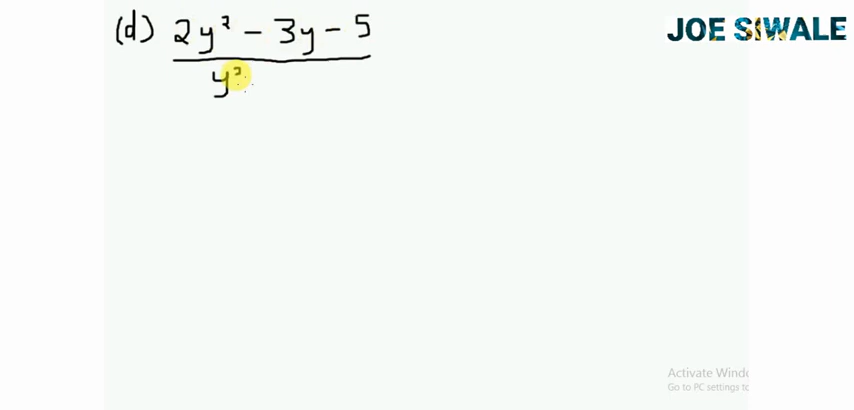 (d) 2y² - 3y - 5
y²
JOE SIWALE
Activate Windo
Go to PC settings to